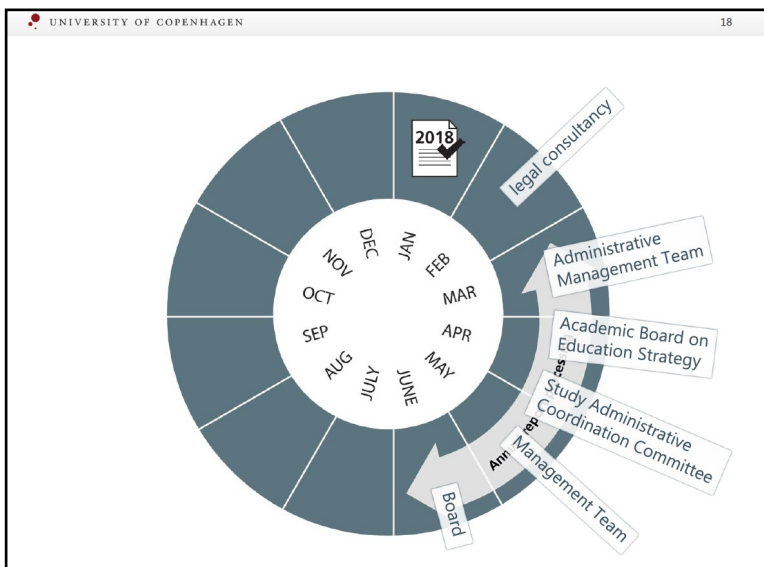 UNIVERSITY OF COPENHAGEN
18
2018
legal consultancy
Administrative
Management Team
Academic Board on
Education Strategy
Study Administrative
Coordination Committee
Management Team
Board
JAN
FEB
MAR
APR
MAY
JUNE
JULY
AUG
SEP
OCT
NOV
DEC